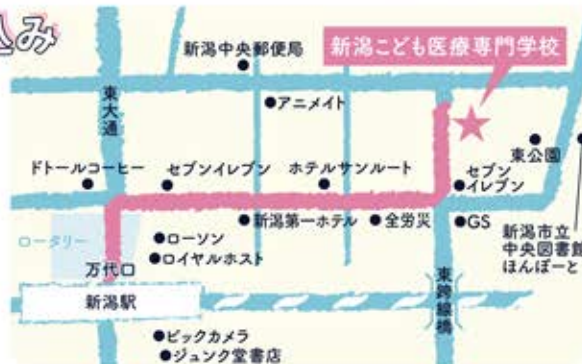 込み
新潟中央郵便局
新潟こども医療専門学校
東大通
アニメイト
東公園
ドトールコーヒー
セブンイレブン
ホテルサンルート
セブン
イレブン
新潟第一ホテル
全労災
GS
新潟市立
中央図書館
ほんぽーと
ロータリー
ローソン
ロイヤルホスト
万代口
新潟駅
東跨線橋
ビックカメラ
ジュンク堂書店